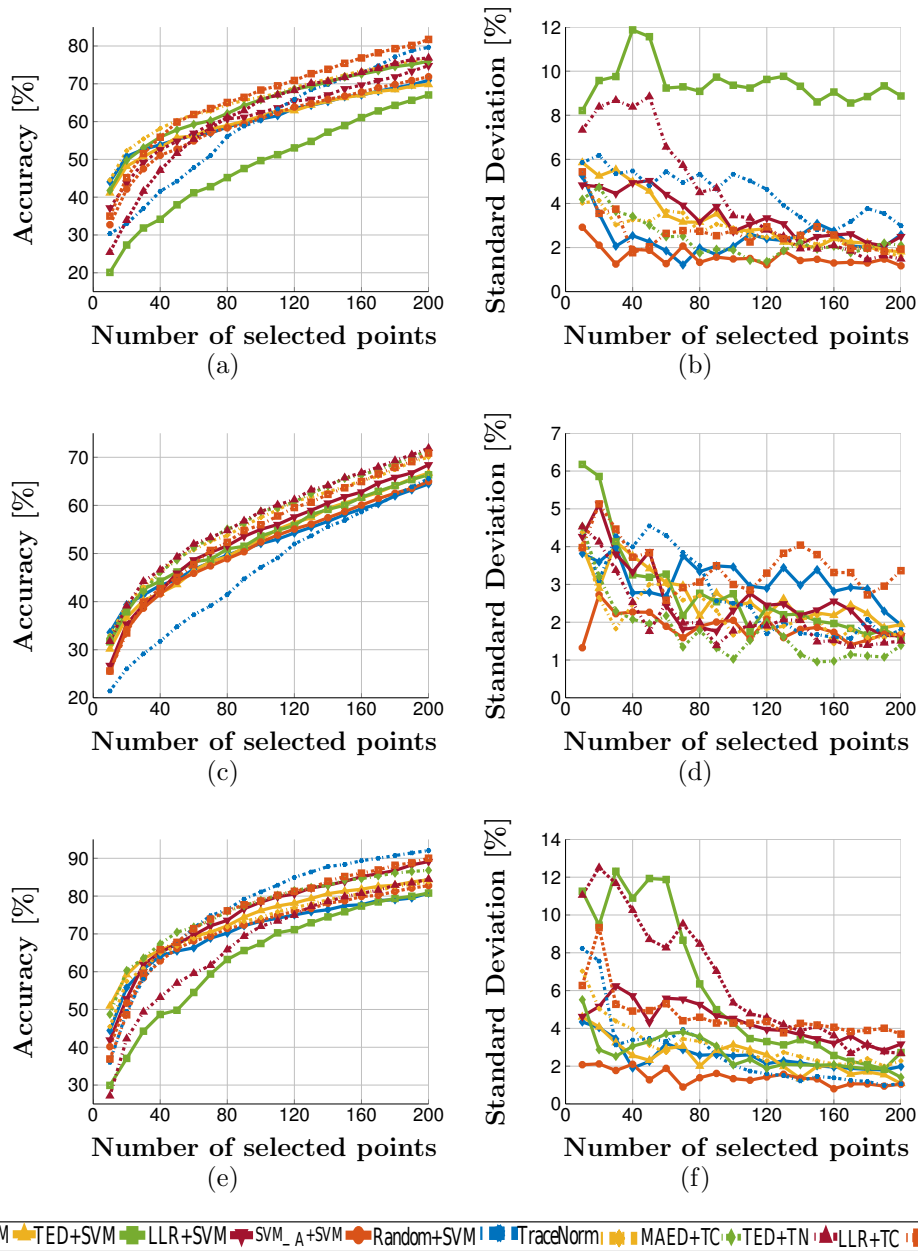 Accuracy [%]
80
70
60
50
40
30
20
0 40 80 120 160 200
Number of selected points
(a)
Standard Deviation [%]
12
10
8
6
4
2
0
0 40 80 120 160 200
Number of selected points
(b)
Accuracy [%]
70
60
50
40
30
20
0 40 80 120 160 200
Number of selected points
(c)
Standard Deviation [%]
7
6
5
4
3
2
1
0
0 40 80 120 160 200
Number of selected points
(d)
Accuracy [%]
90
80
70
60
50
40
30
0 40 80 120 160 200
Number of selected points
(e)
Standard Deviation [%]
14
12
10
8
6
4
2
0
0 40 80 120 160 200
Number of selected points
(f)
M TED+SVM LLR+SVM SVM_A+SVM Random+SVM TraceNorm MAED+TC TED+TN LLR+TC